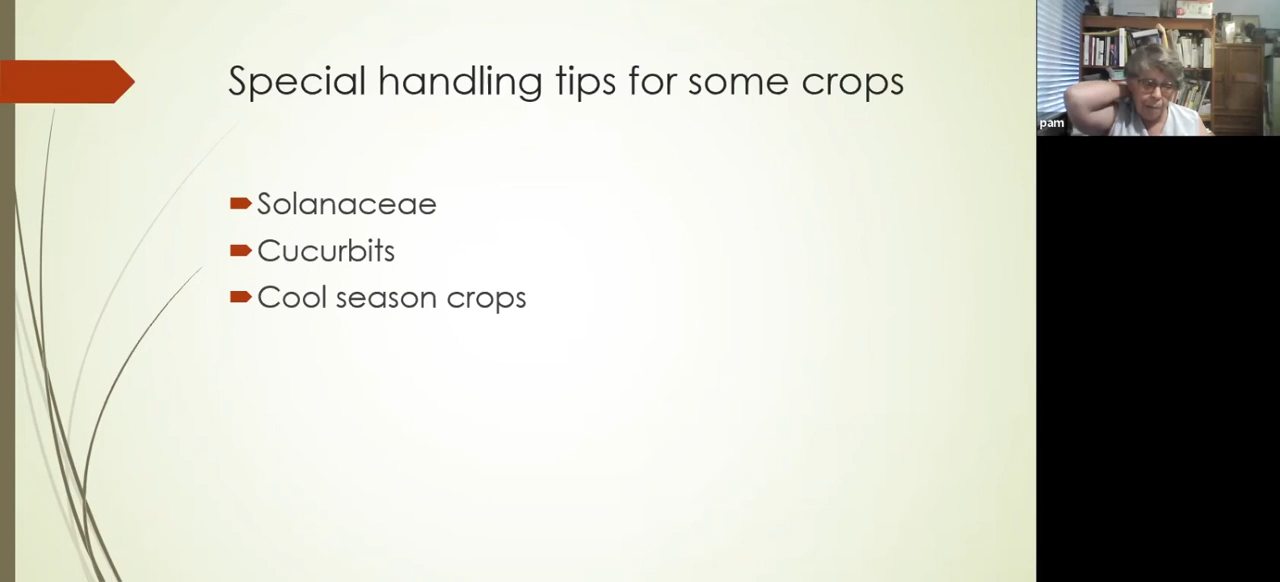 Special handling tips for some crops
Solanaceae
Cucurbits
Cool season crops
pam